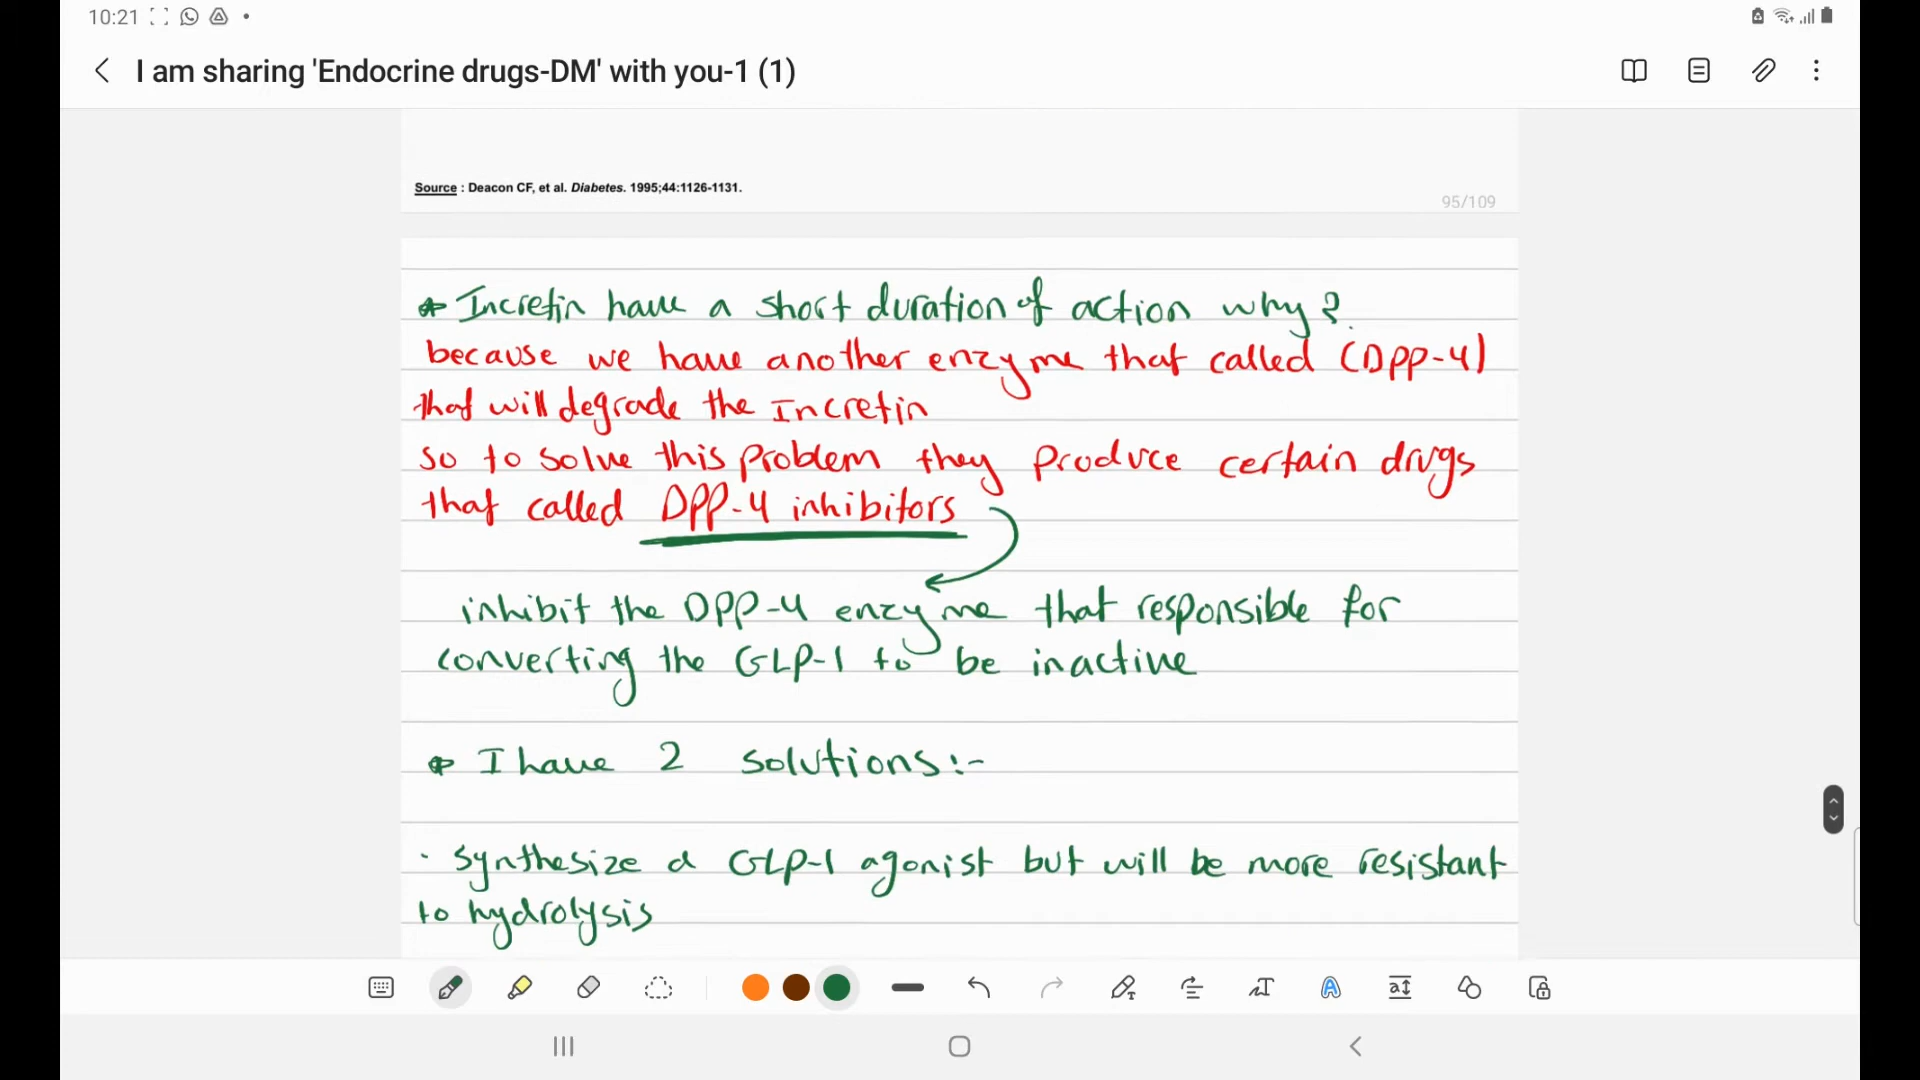 10:21
I am sharing 'Endocrine drugs-DM' with you-1 (1)
Source : Deacon CF, et al. Diabetes. 1995;44:1126-1131.
95/109
Incretin have a short duration of action why?
because we have another enzyme that called (DPP-4)
that will degrade the Incretin
so to solve this problem they produce certain drugs
that called DPP-4 inhibitors
inhibit the DPP-4 enzyme that responsible for
converting the GLP-1 to be inactive
I have 2 solutions:-
· synthesize a GLP-1 agonist but will be more resistant
to hydrolysis